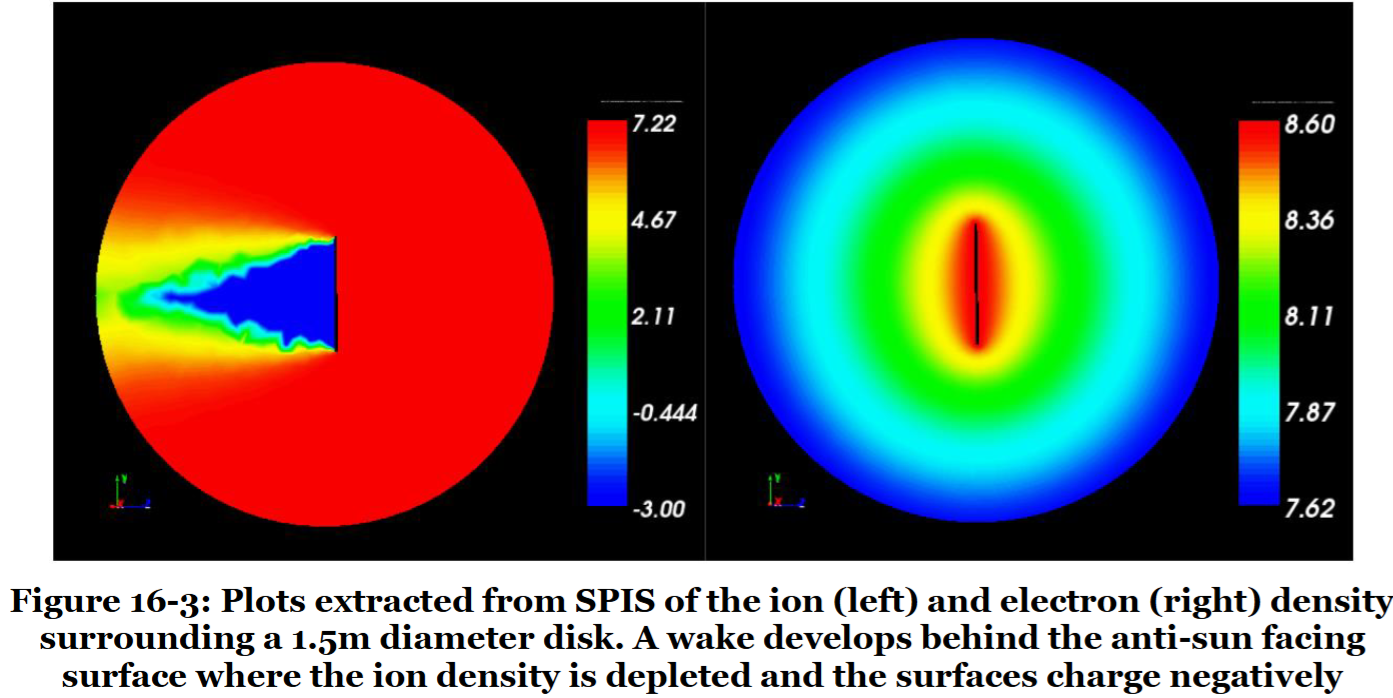 7.22
4.67
2.11
-0.444
-3.00
Y
X
Z
8.60
8.36
8.11
7.87
7.62
Y
X
Z
Figure 16-3: Plots extracted from SPIS of the ion (left) and electron (right) density
surrounding a 1.5m diameter disk. A wake develops behind the anti-sun facing
surface where the ion density is depleted and the surfaces charge negatively